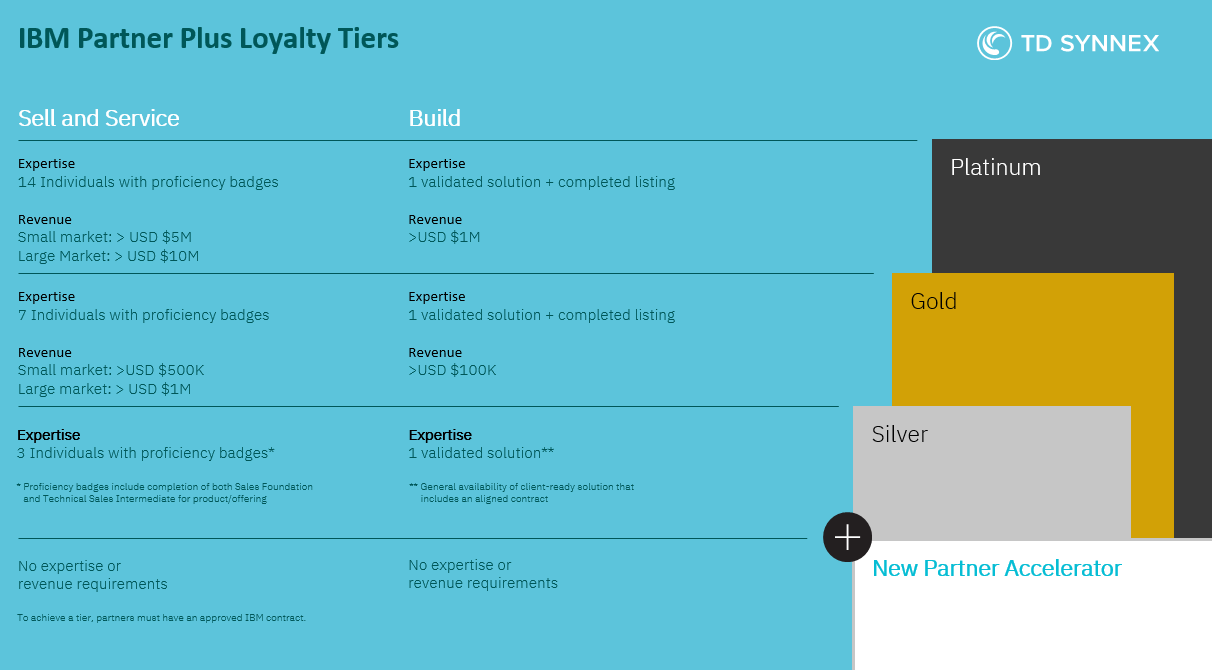 IBM Partner Plus Loyalty Tiers
TD SYNNEX
Sell and Service
Build
Platinum
Expertise
14 Individuals with proficiency badges
Revenue
Small market: > USD $5M
Large Market: > USD $10M
Expertise
1 validated solution + completed listing
Revenue
>USD $1M
Gold
Expertise
7 Individuals with proficiency badges
Revenue
Small market: >USD $500K
Large market: > USD $1M
Expertise
1 validated solution + completed listing
Revenue
>USD $100K
Silver
Expertise
3 Individuals with proficiency badges*
* Proficiency badges include completion of both Sales Foundation
and Technical Sales Intermediate for product/offering
Expertise
1 validated solution**
** General availability of client-ready solution that
includes an aligned contract
New Partner Accelerator
No expertise or
revenue requirements
No expertise or
revenue requirements
To achieve a tier, partners must have an approved IBM contract.